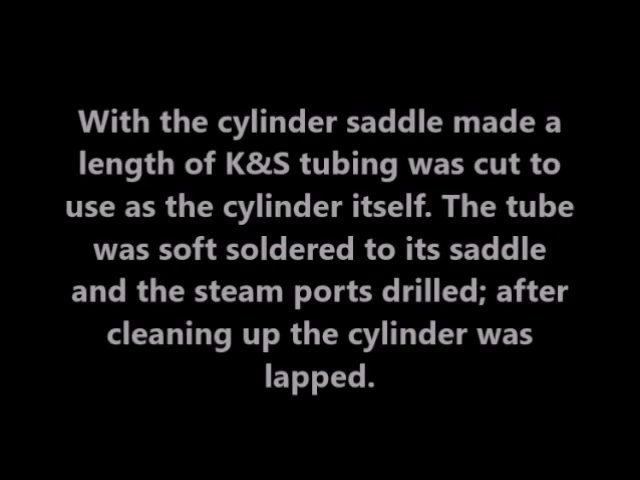 With the cylinder saddle made a
length of K&S tubing was cut to
use as the cylinder itself. The tube
was soft soldered to its saddle
and the steam ports drilled; after
cleaning up the cylinder was
lapped.